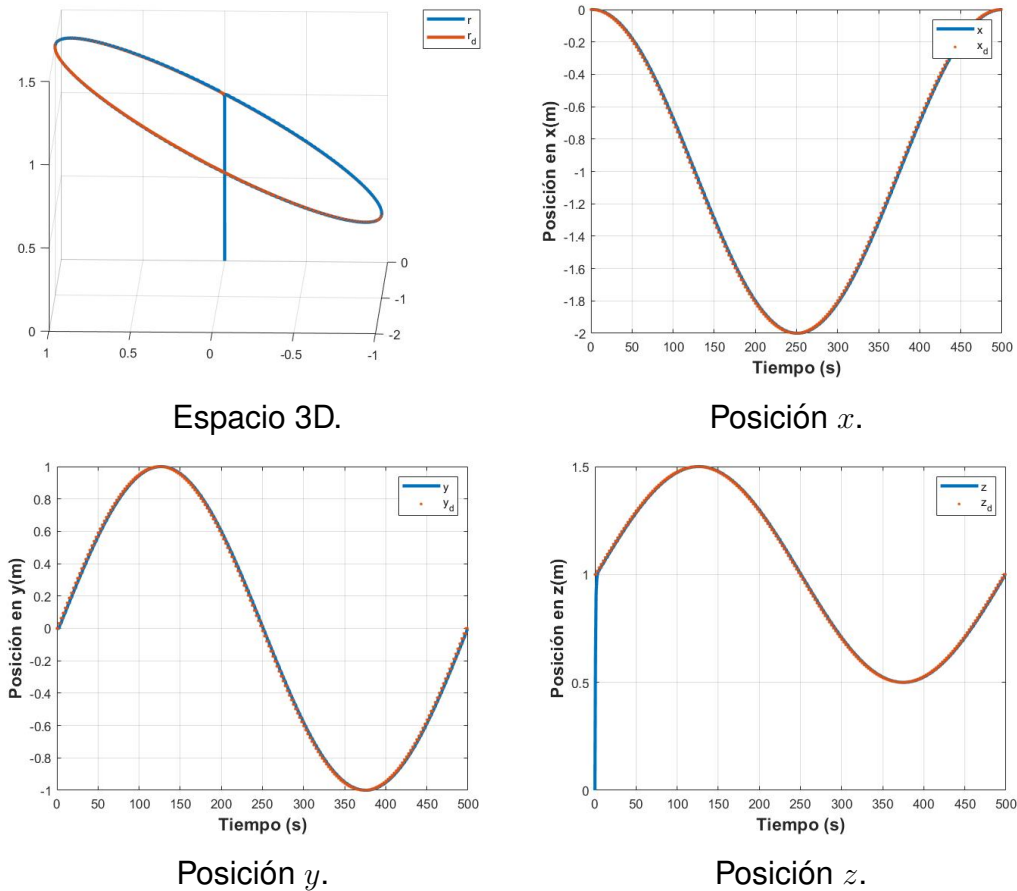 r
r_d
1.5
1
0.5
0
0
-1
-2
1 0.5 0 -0.5 -1
Espacio 3D.
x
x_d
Posición en x(m)
0
-0.2
-0.4
-0.6
-0.8
-1
-1.2
-1.4
-1.6
-1.8
-2
0 50 100 150 200 250 300 350 400 450 500
Tiempo (s)
Posición x.
y
y_d
Posición en y(m)
1
0.8
0.6
0.4
0.2
0
-0.2
-0.4
-0.6
-0.8
-1
0 50 100 150 200 250 300 350 400 450 500
Tiempo (s)
Posición y.
z
z_d
Posición en z(m)
1.5
1
0.5
0
0 50 100 150 200 250 300 350 400 450 500
Tiempo (s)
Posición z.